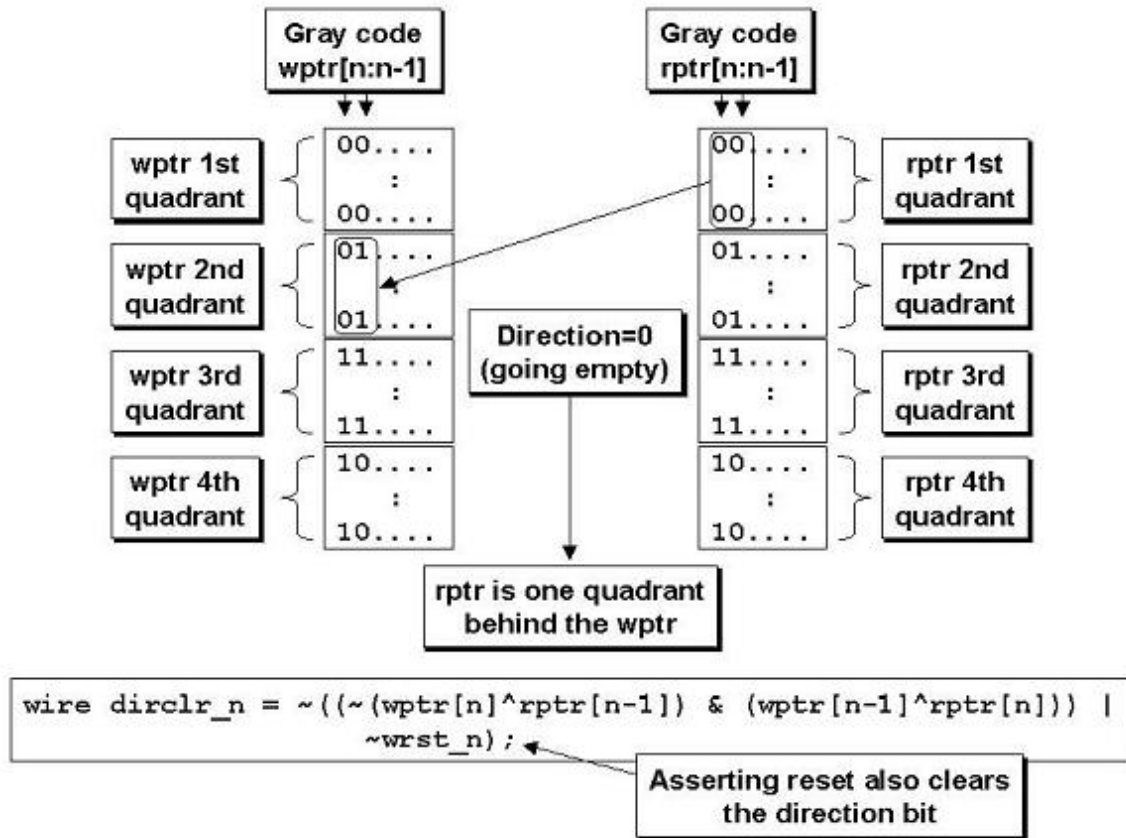 Gray code
wptr[n:n-1]
Gray code
rptr[n:n-1]
wptr 1st
quadrant
00....
:
00....
00....
:
00....
rptr 1st
quadrant
wptr 2nd
quadrant
01....
:
01....
01....
:
01....
rptr 2nd
quadrant
Direction=0
(going empty)
wptr 3rd
quadrant
11....
:
11....
11....
:
11....
rptr 3rd
quadrant
wptr 4th
quadrant
10....
:
10....
10....
:
10....
rptr 4th
quadrant
rptr is one quadrant
behind the wptr
wire dirclr_n = ~((~(wptr[n]^rptr[n-1]) & (wptr[n-1]^rptr[n])) |
~wrst_n);
Asserting reset also clears
the direction bit